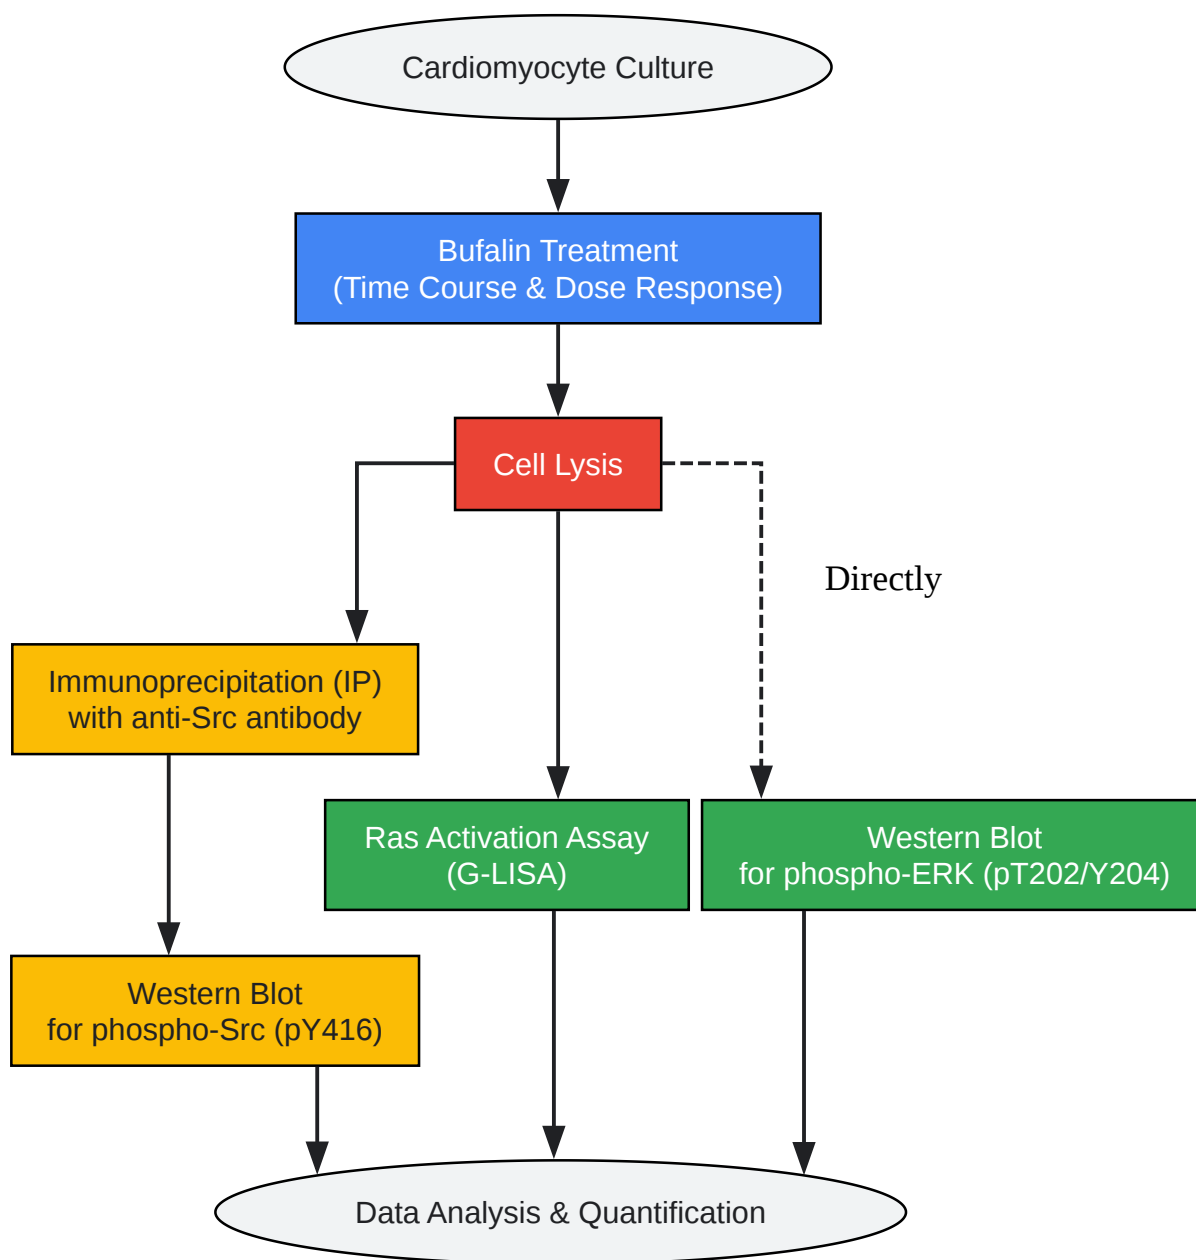 Cardiomyocyte Culture
Bufalin Treatment
(Time Course & Dose Response)
Cell Lysis
Directly
Immunoprecipitation (IP)
with anti-Src antibody
Ras Activation Assay
(G-LISA)
Western Blot
for phospho-ERK (pT202/Y204)
Western Blot
for phospho-Src (pY416)
Data Analysis & Quantification